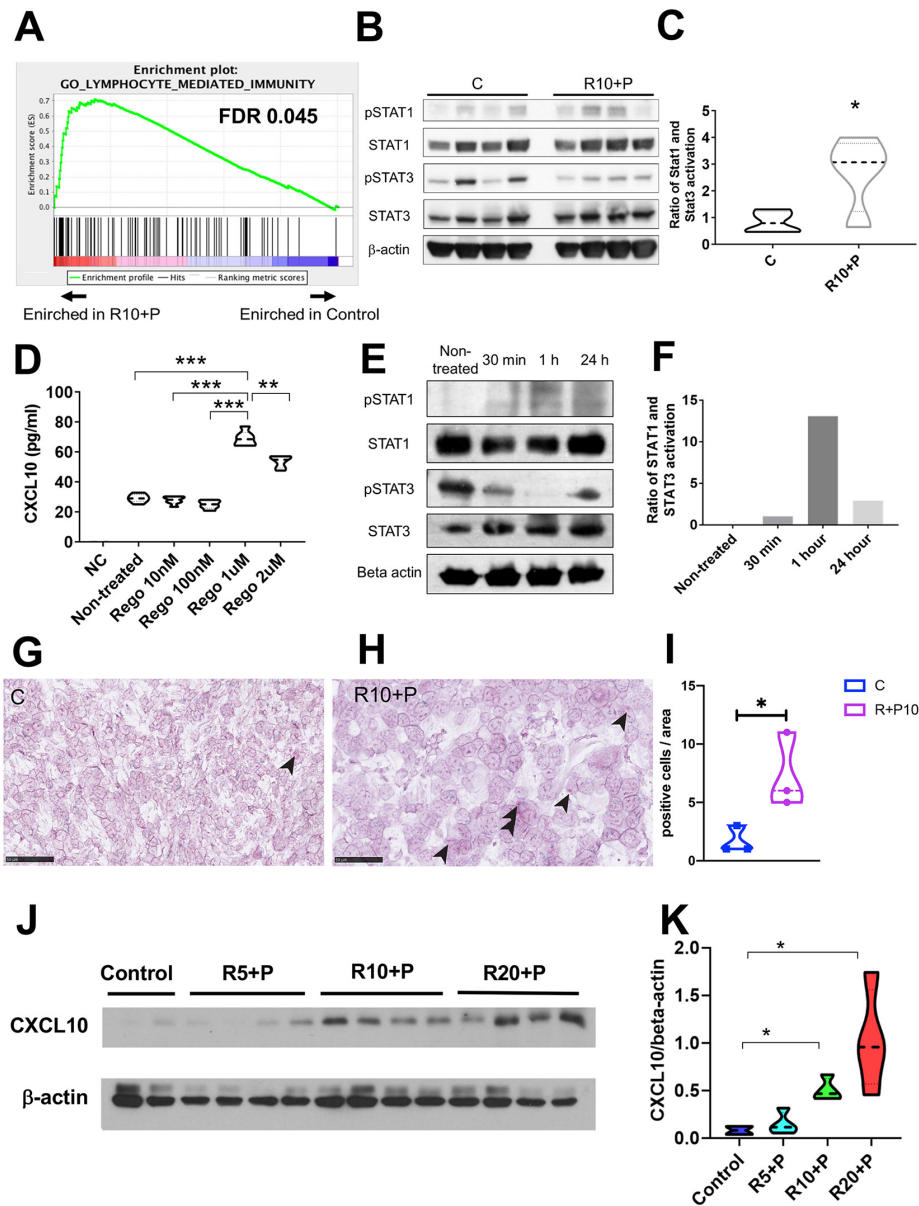 A
Enrichment plot:
GO_LYMPHOCYTE_MEDIATED_IMMUNITY
FDR 0.045
Enrichment score (ES)
0.7
0.6
0.5
0.4
0.3
0.2
0.1
0.0
Enrichment profile
Hits
Ranking metric scores
Enirched in R10+P
Enirched in Control
B
C
R10+P
pSTAT1
STAT1
pSTAT3
STAT3
β-actin
C
*
Ratio of Stat1 and
Stat3 activation
5
4
3
2
1
0
C
R10+P
D
***
***
**
***
CXCL10 (pg/ml)
100
80
60
40
20
0
NC
Non-treated
Rego 10nM
Rego 100nM
Rego 1uM
Rego 2uM
E
Non-
treated
30 min
1 h
24 h
pSTAT1
STAT1
pSTAT3
STAT3
Beta actin
F
Ratio of STAT1 and
STAT3 activation
15
10
5
0
Non-treated
30 min
1 hour
24 hour
G
C
50 µm
H
R10+P
50 µm
I
positive cells / area
15
10
5
0
*
C
R+P10
J
Control
R5+P
R10+P
R20+P
CXCL10
β-actin
K
CXCL10/beta-actin
2.0
1.5
1.0
0.5
0.0
*
*
Control
R5+P
R10+P
R20+P